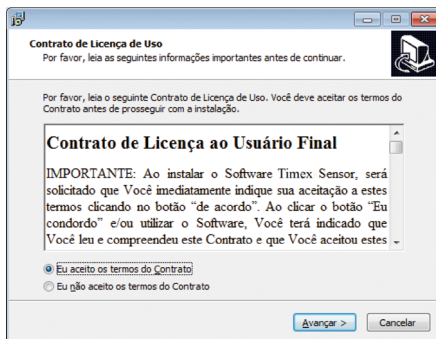 Contrato de Licença de Uso
Por favor, leia as seguintes informações importantes antes de continuar.
Por favor, leia o seguinte Contrato de Licença de Uso. Você deve aceitar os termos do
Contrato antes de prosseguir com a instalação.
Contrato de Licença ao Usuário Final
IMPORTANTE: Ao instalar o Software Timex Sensor, será
solicitado que Você imediatamente indique sua aceitação a estes
termos clicando no botão “de acordo”. Ao clicar o botão “Eu
condordo” e/ou utilizar o Software, Você terá indicado que
Você leu e compreendeu este Contrato e que Você aceitou estes
Eu aceito os termos do Contrato
Eu não aceito os termos do Contrato
Avançar >
Cancelar